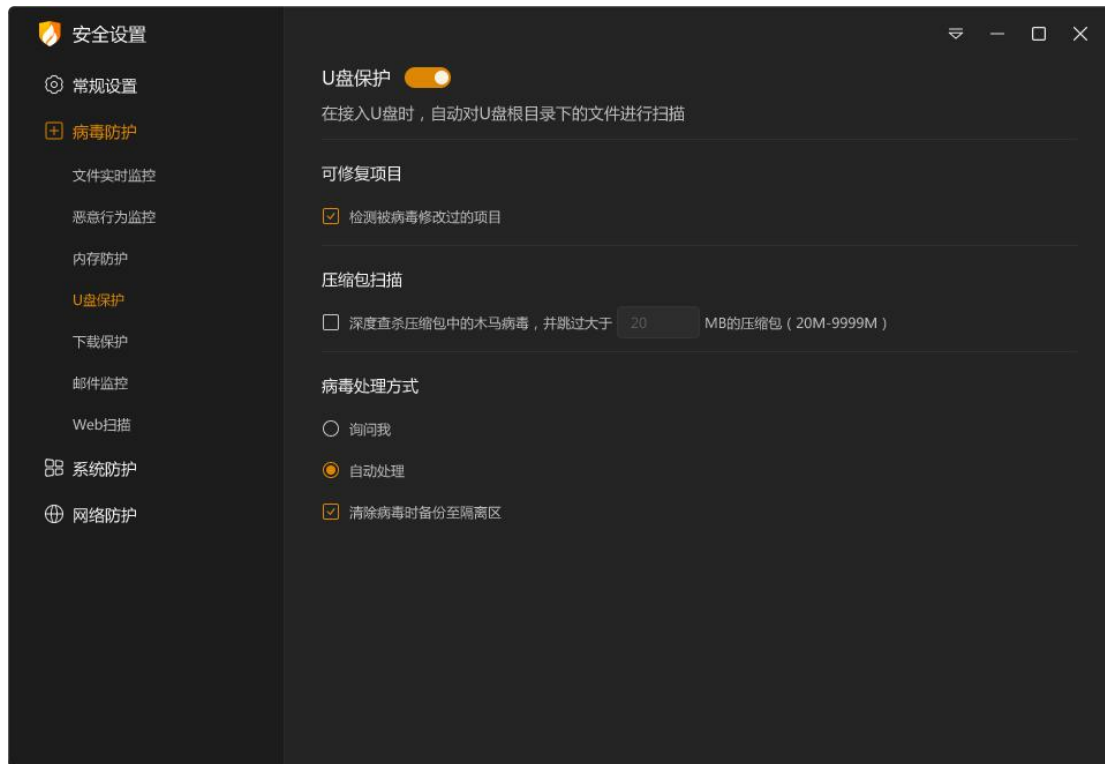 安全设置
常规设置
病毒防护
文件实时监控
恶意行为监控
内存防护
U盘保护
下载保护
邮件监控
Web扫描
系统防护
网络防护
U盘保护
在接入U盘时，自动对U盘根目录下的文件进行扫描
可修复项目
检测被病毒修改过的项目
压缩包扫描
深度查杀压缩包中的木马病毒，并跳过大于 20 MB的压缩包（20M-9999M）
病毒处理方式
询问我
自动处理
清除病毒时备份至隔离区